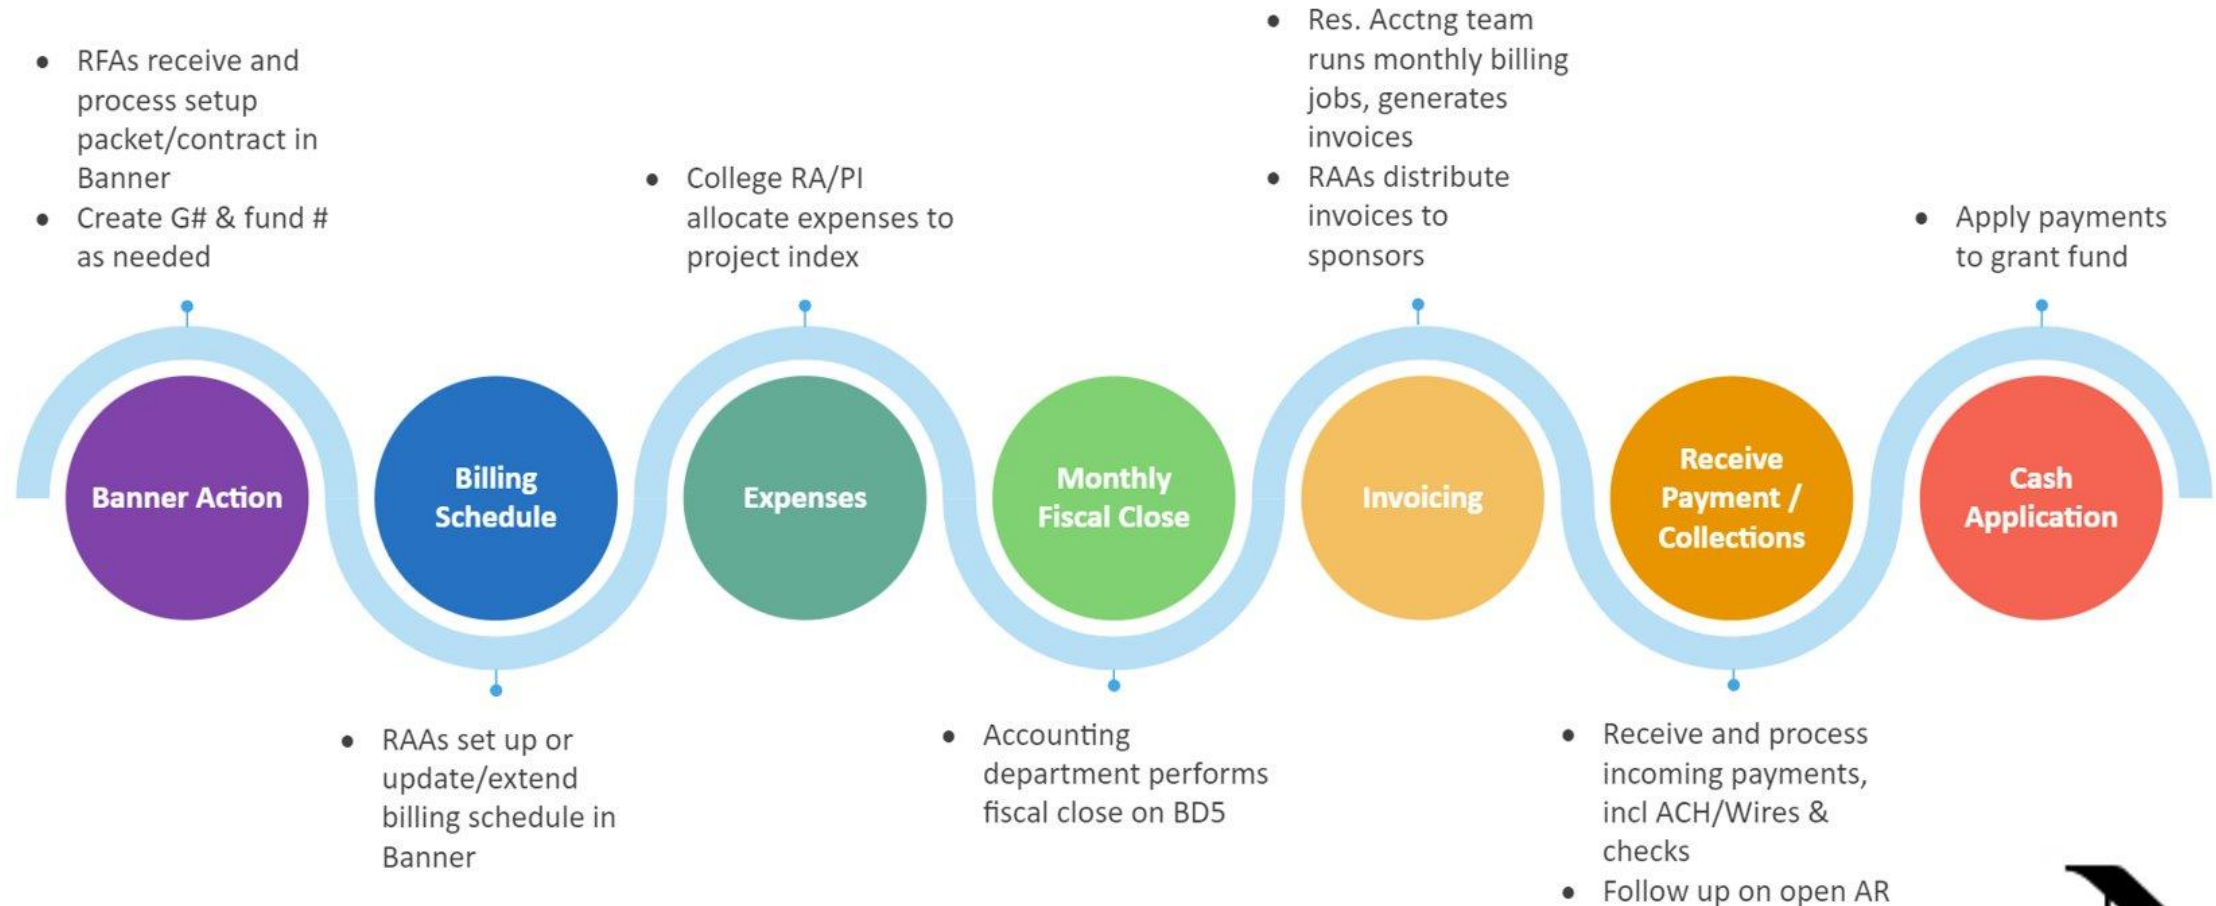 ● RFAs receive and
process setup
packet/contract in
Banner
● Create G# & fund #
as needed
● College RA/PI
allocate expenses to
project index
● Res. Acctng team
runs monthly billing
jobs, generates
invoices
● RAAs distribute
invoices to
sponsors
● Apply payments
to grant fund
Banner Action
Billing
Schedule
Expenses
Monthly
Fiscal Close
Invoicing
Receive
Payment /
Collections
Cash
Application
● RAAs set up or
update/extend
billing schedule in
Banner
● Accounting
department performs
fiscal close on BD5
● Receive and process
incoming payments,
incl ACH/Wires &
checks
● Follow up on open AR